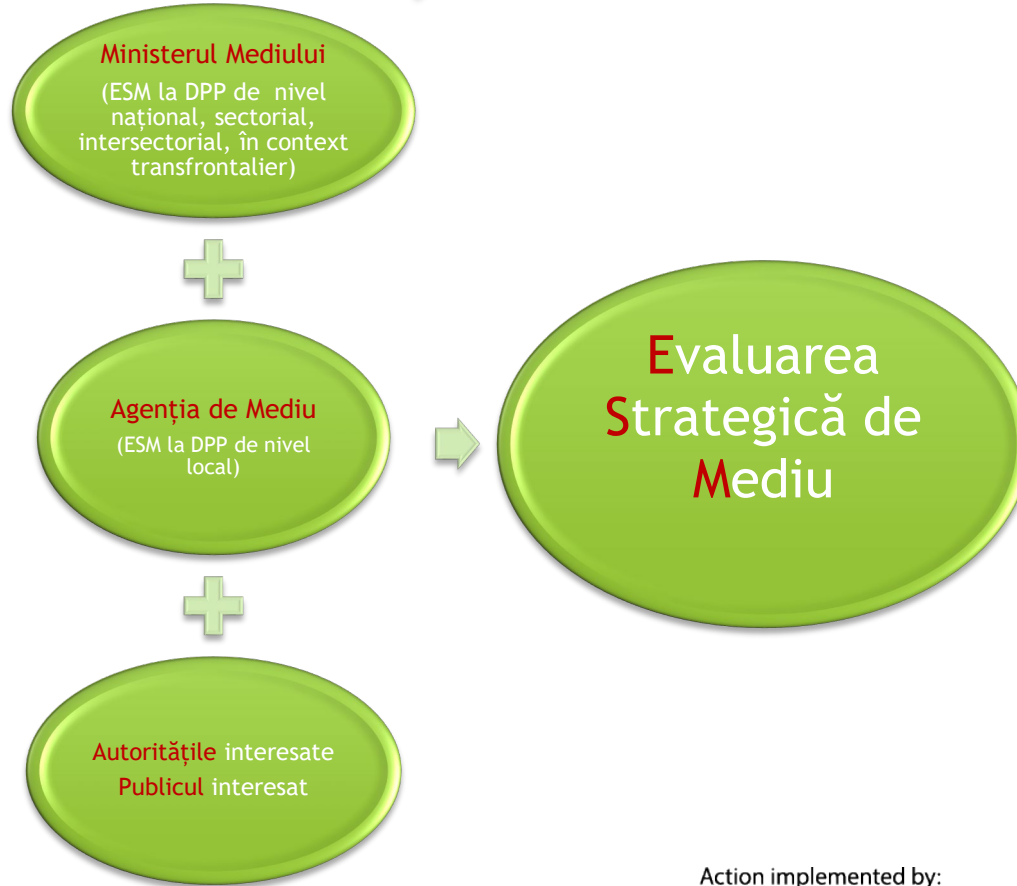 Ministerul Mediului
(ESM la DPP de nivel
național, sectorial,
intersectorial, în context
transfrontalier)
Agenția de Mediu
(ESM la DPP de nivel
local)
Autoritățile interesate
Publicul interesat
Evaluarea
Strategică de
Mediu
Action implemented by: